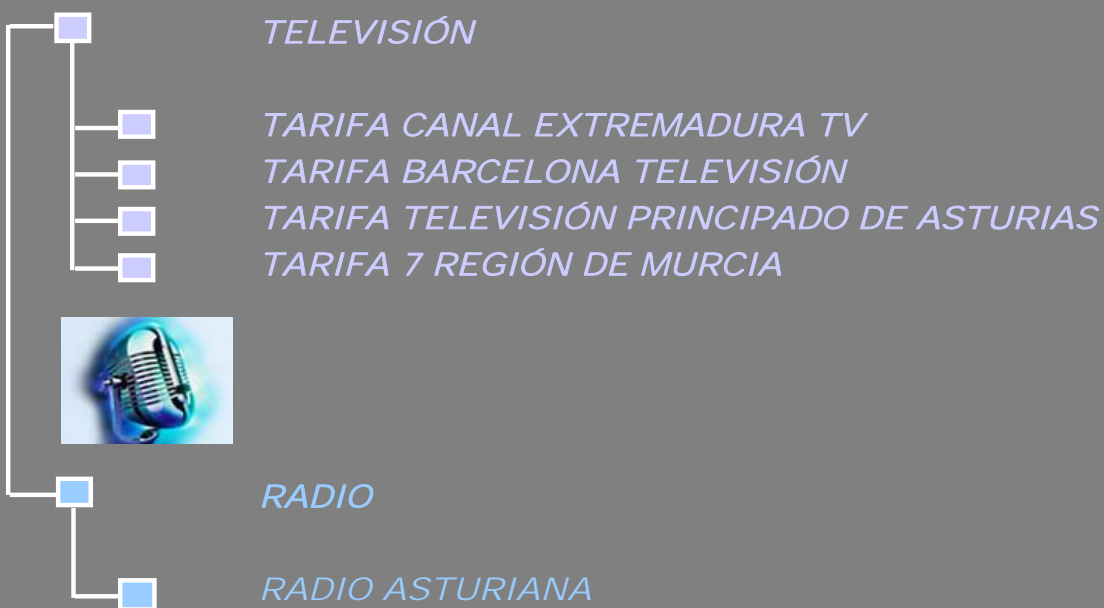 TELEVISIÓN
TARIFA CANAL EXTREMADURA TV
TARIFA BARCELONA TELEVISIÓN
TARIFA TELEVISIÓN PRINCIPADO DE ASTURIAS
TARIFA 7 REGIÓN DE MURCIA
RADIO
RADIO ASTURIANA